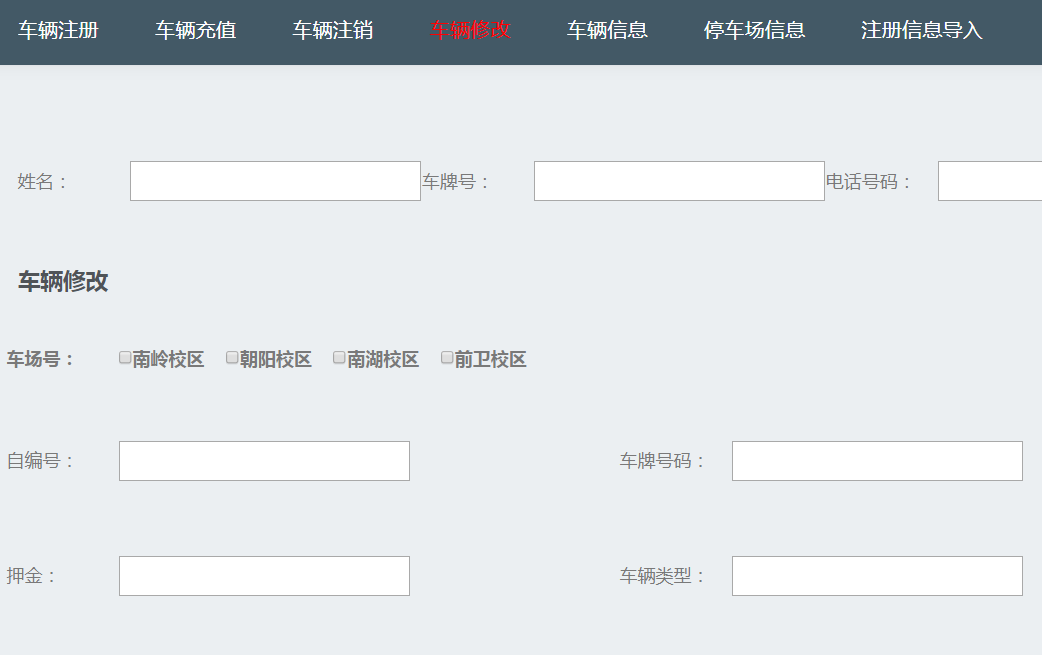 车辆注册 车辆充值 车辆注销 车辆修改 车辆信息 停车场信息 注册信息导入
姓名： 车牌号： 电话号码：
车辆修改
车场号： 南岭校区 朝阳校区 南湖校区 前卫校区
自编号： 车牌号码：
押金： 车辆类型：